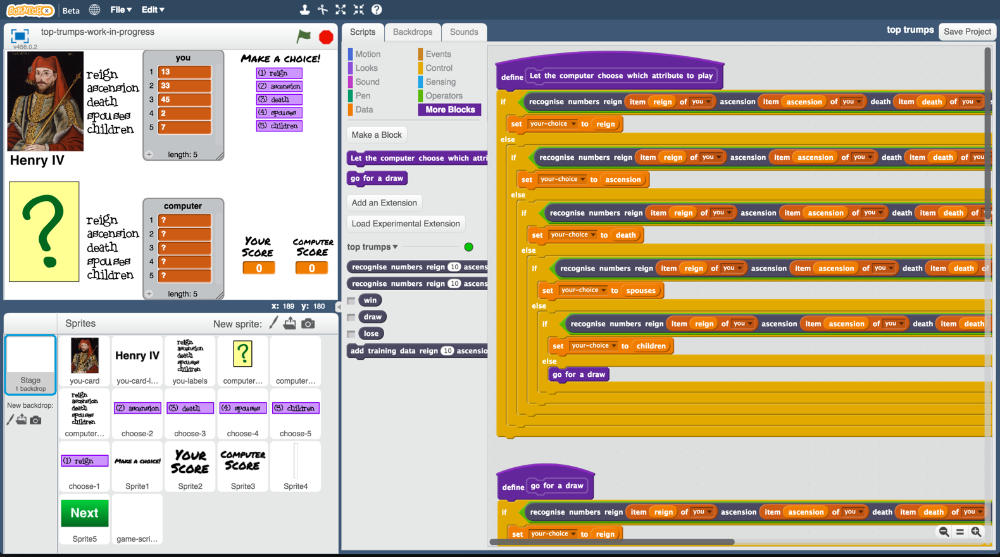 SCRATCHX
Beta
File▾
Edit▾
top-trumps-work-in-progress
v456.0.2
reign
ascension
death
spouses
children
Henry IV
you
1 13
2 33
3 45
4 2
5 7
+ length: 5
Make a choice!
(1) reign
(2) ascension
(3) death
(4) spouses
(5) children
?
reign
ascension
death
spouses
children
computer
1 ?
2 ?
3 ?
4 ?
5 ?
+ length: 5
Your Score
0
Computer Score
0
x: 189 y: 180
Sprites
New sprite:
Stage
1 backdrop
New backdrop:
you-card
Henry IV
you-card-l...
reign
ascension
death
spouses
children
you-labels
?
computer...
computer...
reign
ascension
death
spouses
children
computer...
(2) ascension
choose-2
(3) death
choose-3
(4) spouses
choose-4
(5) children
choose-5
(1) reign
choose-1
Make a choice!
Sprite1
Your Score
Sprite2
Computer Score
Sprite3
Sprite4
Next
Sprite5
game-scri...
Scripts
Backdrops
Sounds
Motion
Looks
Sound
Pen
Data
Events
Control
Sensing
Operators
More Blocks
Make a Block
Let the computer choose which attri
go for a draw
Add an Extension
Load Experimental Extension
top trumps▾
recognise numbers reign 10 ascens
recognise numbers reign 10 ascens
win
draw
lose
add training data reign 10 ascensio
top trumps
Save Project
define Let the computer choose which attribute to play
if recognise numbers reign item reign of you ascension item ascension of you death item death of you
set your-choice to reign
else
if recognise numbers reign item reign of you ascension item ascension of you death item death of you
set your-choice to ascension
else
if recognise numbers reign item reign of you ascension item ascension of you death item death of
set your-choice to death
else
if recognise numbers reign item reign of you ascension item ascension of you death item death of
set your-choice to spouses
else
if recognise numbers reign item reign of you ascension item ascension of you death item death
set your-choice to children
else
go for a draw
define go for a draw
if recognise numbers reign item reign of you ascension item ascension of you death item death of you
set your-choice to reign